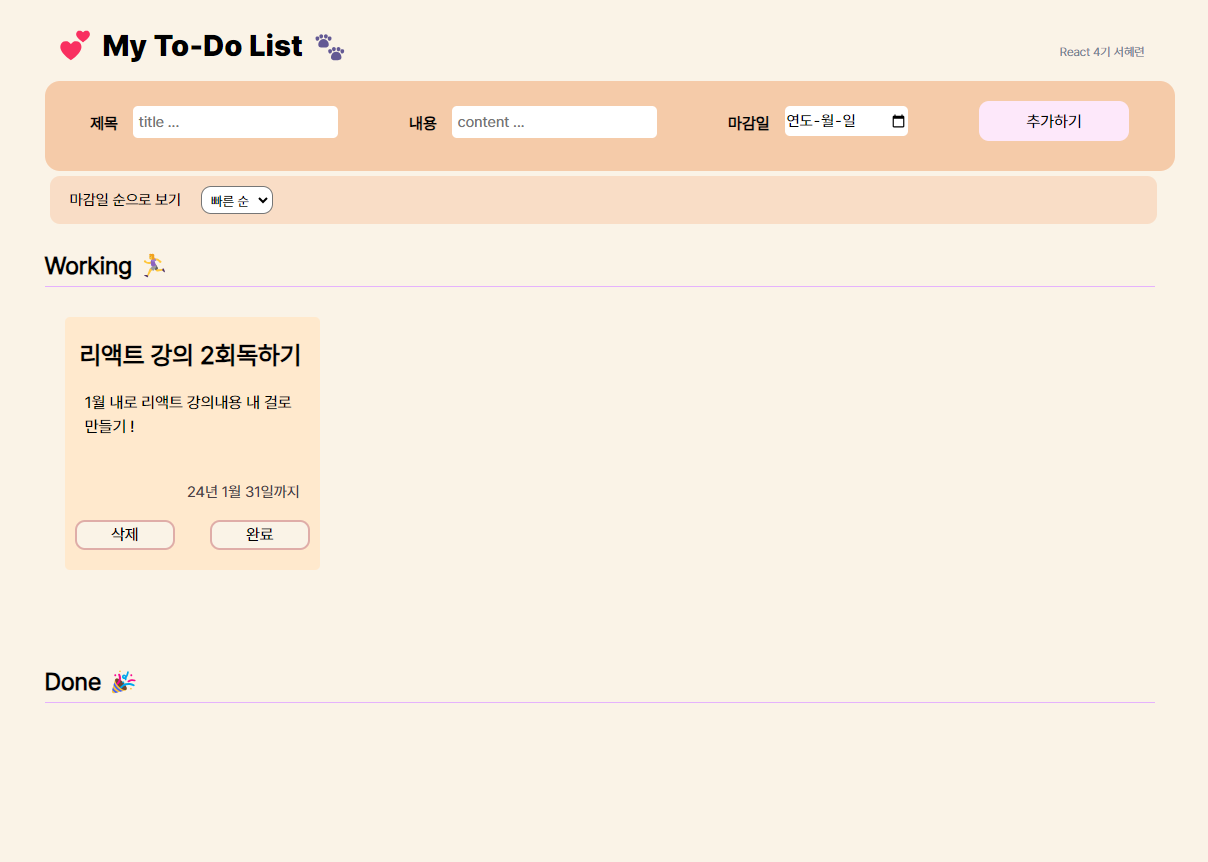 💕 My To-Do List 🐾
React 4기 서혜련
제목 title ... 내용 content ... 마감일 연도-월-일 추가하기
마감일 순으로 보기 빠른 순
Working 🏃‍♀️
리액트 강의 2회독하기
1월 내로 리액트 강의내용 내 걸로
만들기 !
24년 1월 31일까지
삭제 완료
Done 🎉